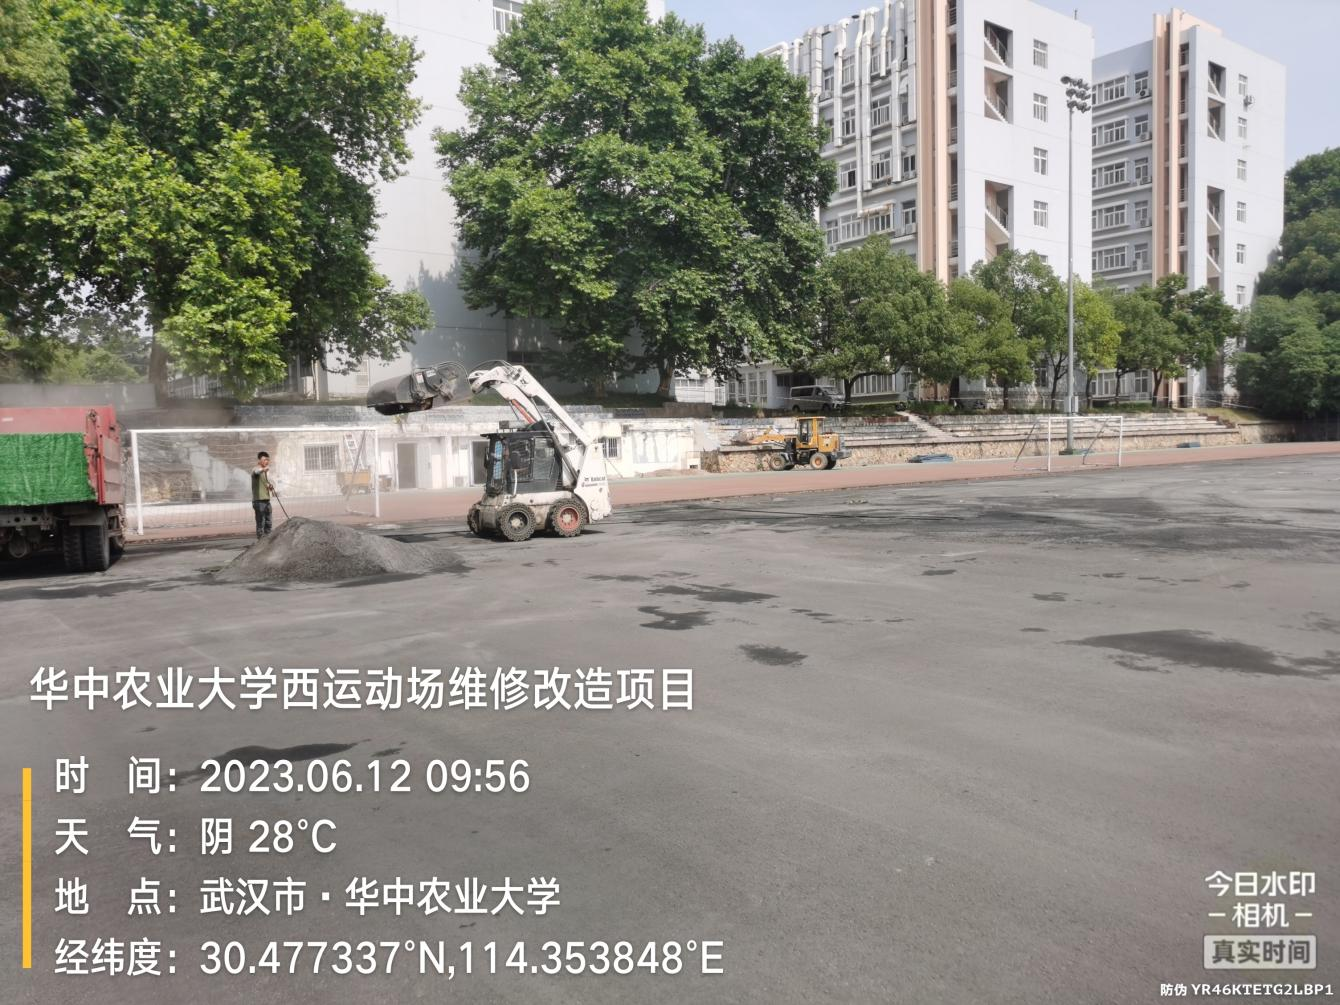 华中农业大学西运动场维修改造项目
时 间：2023.06.12 09:56
天 气：阴 28°C
地 点：武汉市·华中农业大学
经纬度：30.477337°N,114.353848°E
今日水印
-相机-
真实时间
防伪 YR46KTETG2LBP1
Bobcat